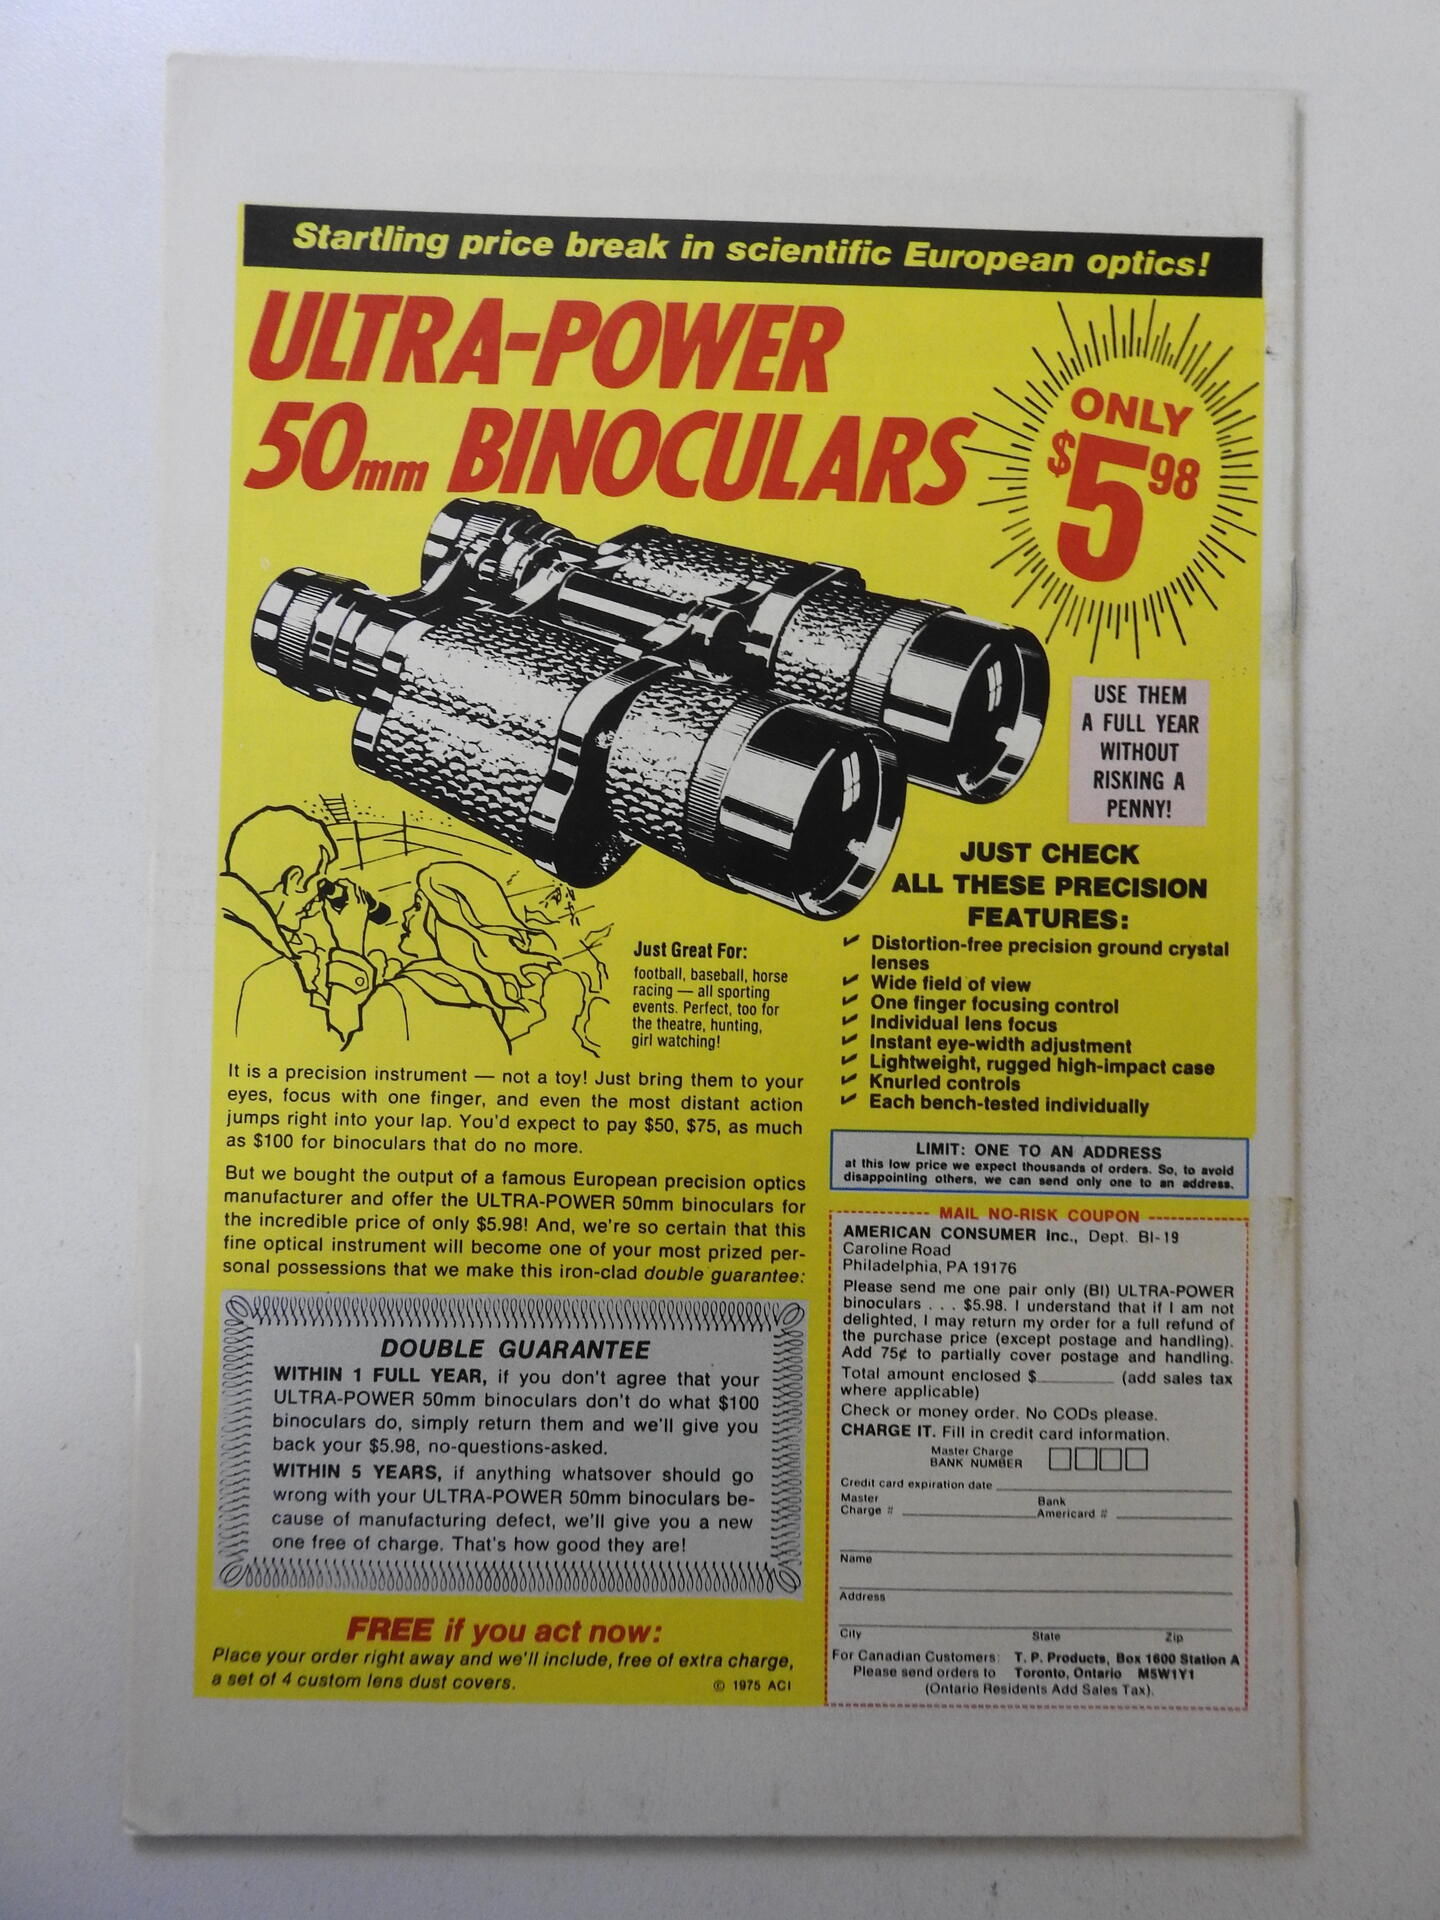 Startling price break in scientific European optics!
ULTRA-POWER
50mm BINOCULARS
ONLY
$5 98
USE THEM
A FULL YEAR
WITHOUT
RISKING A
PENNY!
JUST CHECK
ALL THESE PRECISION
FEATURES:
Distortion-free precision ground crystal
lenses
Wide field of view
One finger focusing control
Individual lens focus
Instant eye-width adjustment
Lightweight, rugged high-impact case
Knurled controls
Each bench-tested individually
Just Great For:
football, baseball, horse
racing — all sporting
events. Perfect, too for
the theatre, hunting,
girl watching!
It is a precision instrument — not a toy! Just bring them to your
eyes, focus with one finger, and even the most distant action
jumps right into your lap. You'd expect to pay $50, $75, as much
as $100 for binoculars that do no more.
But we bought the output of a famous European precision optics
manufacturer and offer the ULTRA-POWER 50mm binoculars for
the incredible price of only $5.98! And, we're so certain that this
fine optical instrument will become one of your most prized per-
sonal possessions that we make this iron-clad double guarantee:
DOUBLE GUARANTEE
WITHIN 1 FULL YEAR, if you don't agree that your
ULTRA-POWER 50mm binoculars don't do what $100
binoculars do, simply return them and we'll give you
back your $5.98, no-questions-asked.
WITHIN 5 YEARS, if anything whatsover should go
wrong with your ULTRA-POWER 50mm binoculars be-
cause of manufacturing defect, we'll give you a new
one free of charge. That's how good they are!
FREE if you act now:
Place your order right away and we'll include, free of extra charge,
a set of 4 custom lens dust covers.
© 1975 ACI
LIMIT: ONE TO AN ADDRESS
at this low price we expect thousands of orders. So, to avoid
disappointing others, we can send only one to an address.
MAIL NO-RISK COUPON
AMERICAN CONSUMER Inc., Dept. BI-19
Caroline Road
Philadelphia, PA 19176
Please send me one pair only (BI) ULTRA-POWER
binoculars . . . $5.98. I understand that if I am not
delighted, I may return my order for a full refund of
the purchase price (except postage and handling).
Add 75¢ to partially cover postage and handling.
Total amount enclosed $________ (add sales tax
where applicable)
Check or money order. No CODs please.
CHARGE IT. Fill in credit card information.
Master Charge
BANK NUMBER
Credit card expiration date
Master Bank
Charge # Americard #
Name
Address
City State Zip
For Canadian Customers: T. P. Products, Box 1600 Station A
Please send orders to Toronto, Ontario M5W1Y1
(Ontario Residents Add Sales Tax).